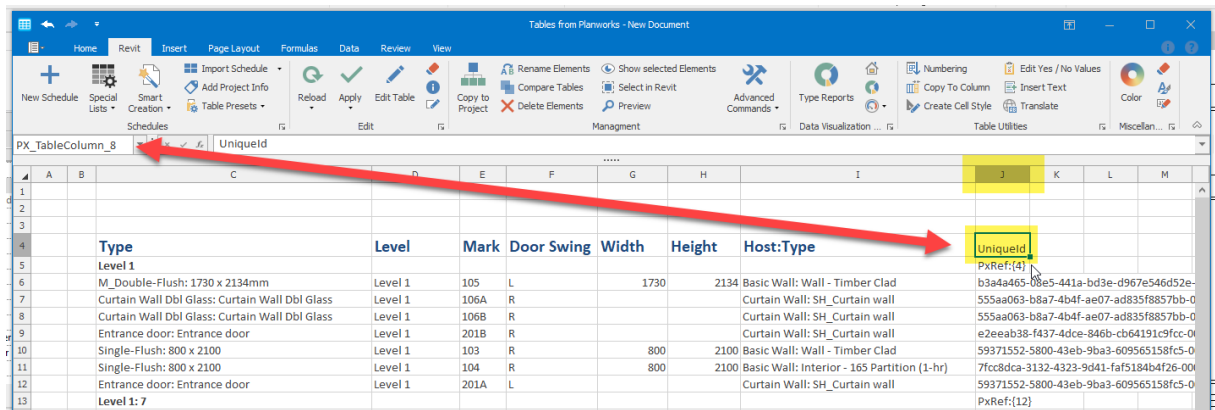 Tables from Planworks - New Document
Home Revit Insert Page Layout Formulas Data Review View
New Schedule
Special Lists
Smart Creation
Import Schedule
Add Project Info
Table Presets
Schedules
Reload
Apply
Edit Table
Edit
Copy to Project
Rename Elements
Compare Tables
Delete Elements
Show selected Elements
Select in Revit
Preview
Managment
Advanced Commands
Type Reports
Data Visualization ...
Numbering
Copy To Column
Create Cell Style
Edit Yes / No Values
Insert Text
Translate
Table Utilities
Color
Miscellan...
PX_TableColumn_8 UniqueId
A B C D E F G H I J K L M
1
2
3
4 Type Level Mark Door Swing Width Height Host:Type UniqueId
5 Level 1 PxRef:{4}
6 M_Double-Flush: 1730 x 2134mm Level 1 105 L 1730 2134 Basic Wall: Wall - Timber Clad b3a4a465-08e5-441a-bd3e-d967e546d52e-
7 Curtain Wall Dbl Glass: Curtain Wall Dbl Glass Level 1 106A R Curtain Wall: SH_Curtain wall 555aa063-b8a7-4b4f-ae07-ad835f8857bb-0
8 Curtain Wall Dbl Glass: Curtain Wall Dbl Glass Level 1 106B R Curtain Wall: SH_Curtain wall 555aa063-b8a7-4b4f-ae07-ad835f8857bb-0
9 Entrance door: Entrance door Level 1 201B R Curtain Wall: SH_Curtain wall e2eeab38-f437-4dce-846b-cb64191c9fcc-0
10 Single-Flush: 800 x 2100 Level 1 103 R 800 2100 Basic Wall: Wall - Timber Clad 59371552-5800-43eb-9ba3-609565158fc5-0
11 Single-Flush: 800 x 2100 Level 1 104 R 800 2100 Basic Wall: Interior - 165 Partition (1-hr) 7fcc8dca-3132-4323-9d41-faf5184b4f26-00
12 Entrance door: Entrance door Level 1 201A L Curtain Wall: SH_Curtain wall 59371552-5800-43eb-9ba3-609565158fc5-0
13 Level 1: 7 PxRef:{12}